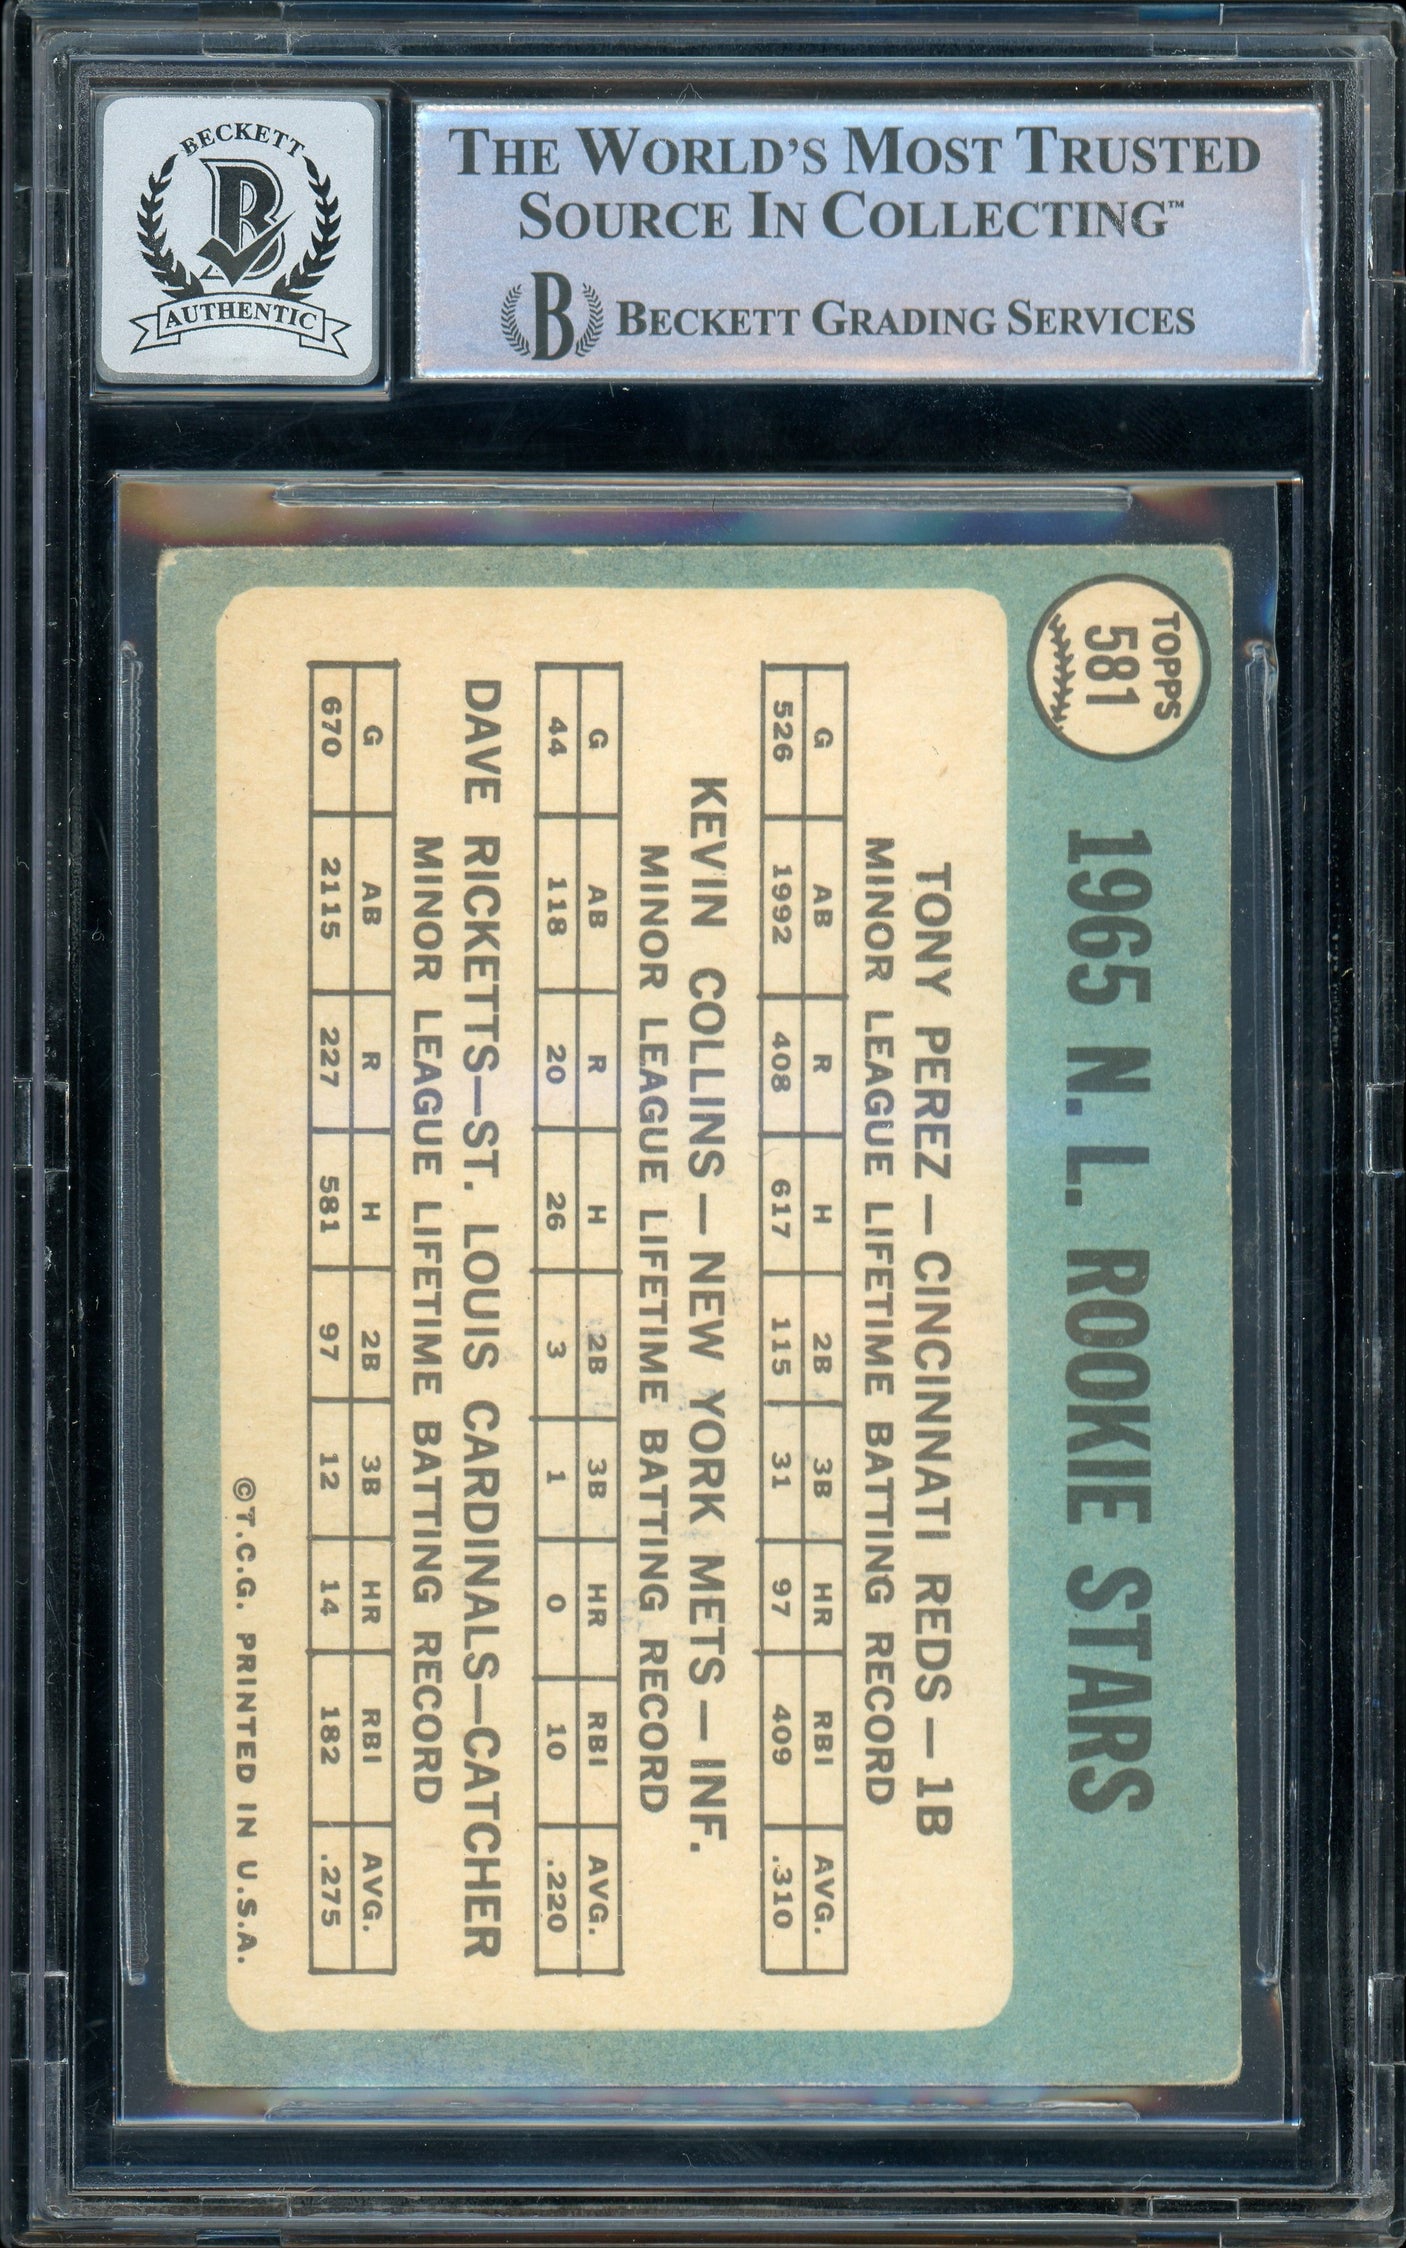 BECKETT
B
AUTHENTIC
THE WORLD'S MOST TRUSTED
SOURCE IN COLLECTING™
B BECKETT GRADING SERVICES
TOPPS
581
1965 N. L. ROOKIE STARS
TONY PEREZ—CINCINNATI REDS—1B
MINOR LEAGUE LIFETIME BATTING RECORD
G AB R H 2B 3B HR RBI AVG.
526 1992 408 617 115 31 97 409 .310
KEVIN COLLINS—NEW YORK METS—INF.
MINOR LEAGUE LIFETIME BATTING RECORD
G AB R H 2B 3B HR RBI AVG.
44 118 20 26 3 1 0 10 .220
DAVE RICKETTS—ST. LOUIS CARDINALS—CATCHER
MINOR LEAGUE LIFETIME BATTING RECORD
G AB R H 2B 3B HR RBI AVG.
670 2115 227 581 97 12 14 182 .275
©T.C.G. PRINTED IN U.S.A.